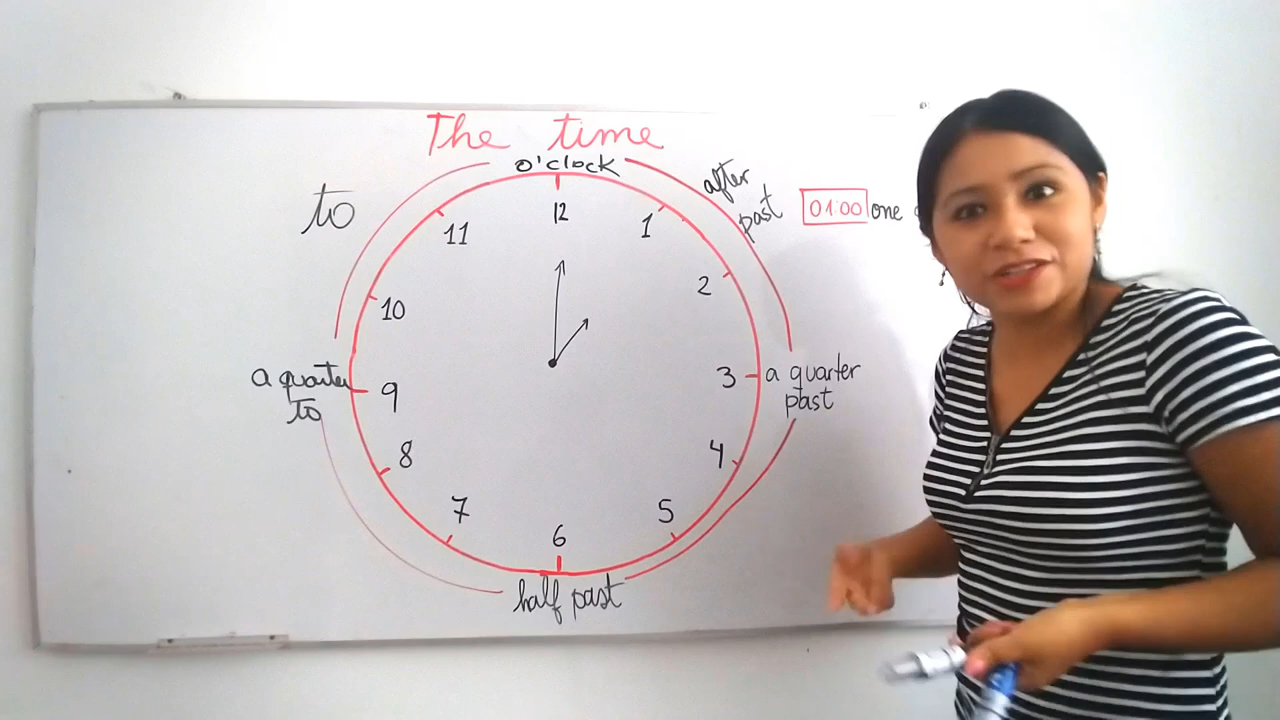 The time
o'clock
to
after
past
01:00 one
12
1
2
3
4
5
6
7
8
9
10
11
a quarter
past
half past
a quarter
to